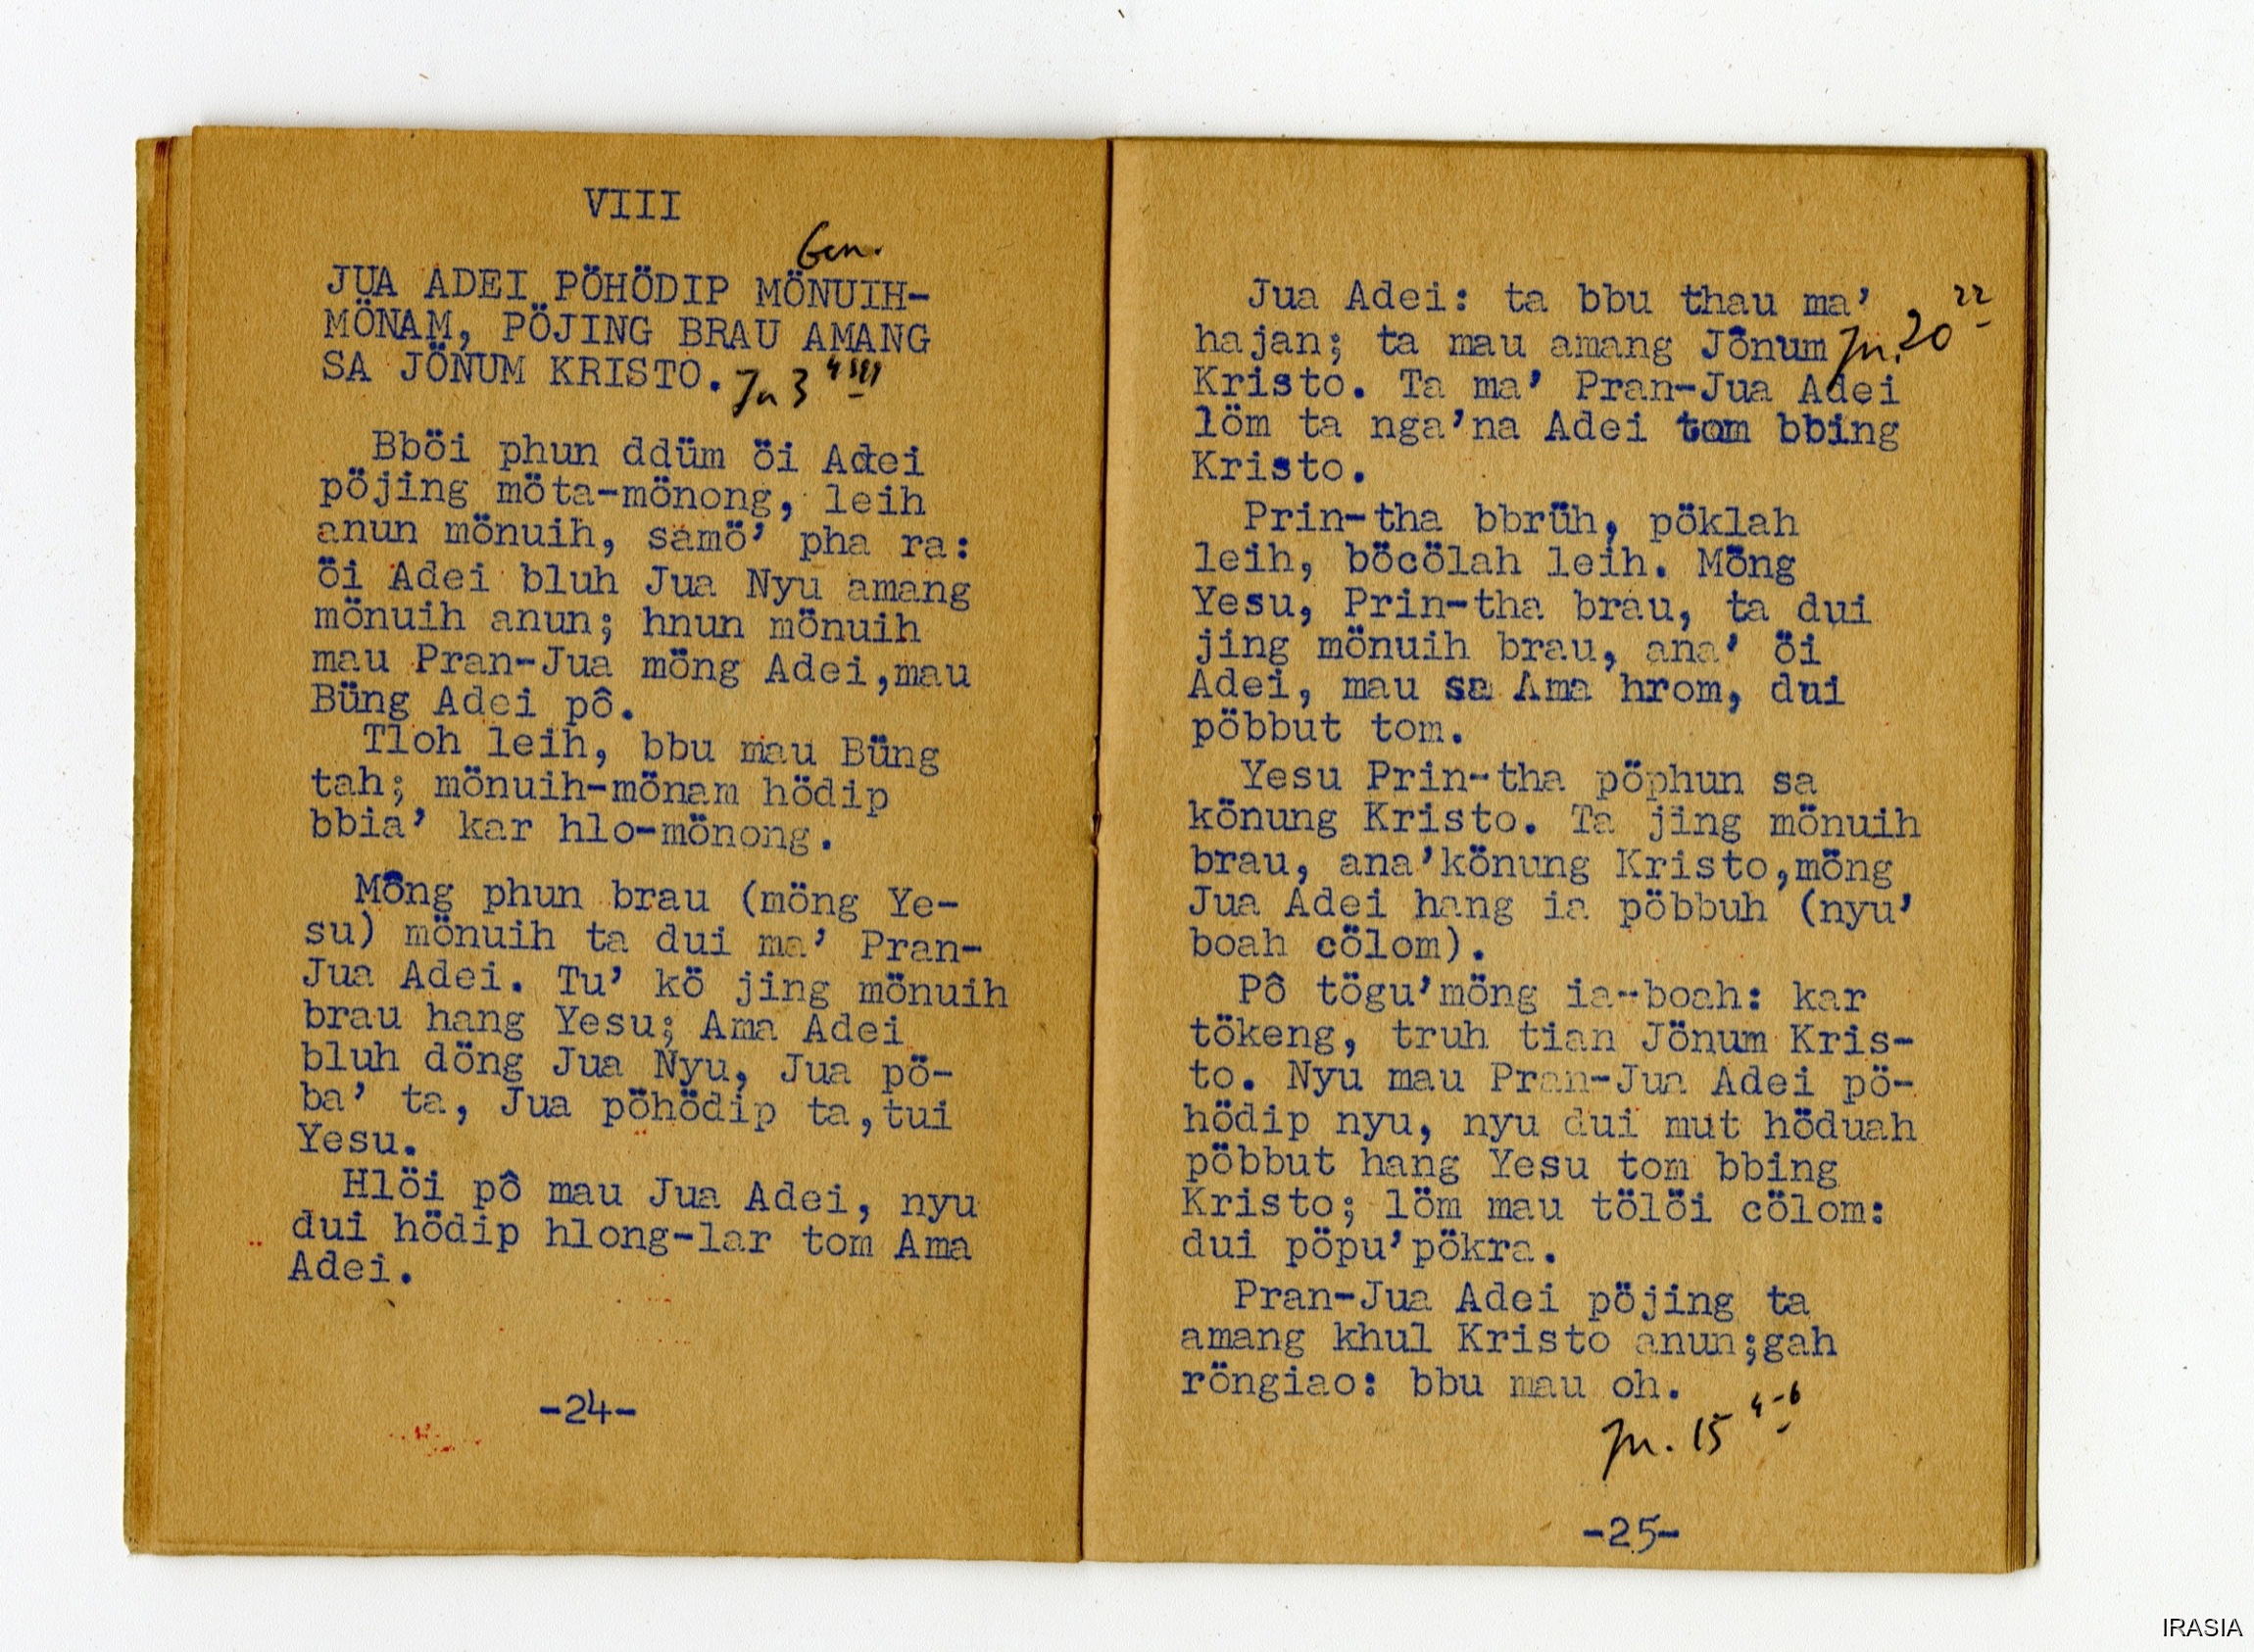 VIII
Gen.
JUA ADEI PÖHÖDIP MÖNUIH-
MÖNAM, PÖJING BRAU AMANG
SA JÖNUM KRISTO. Jn 3
Bböi phun ddüm öi Adei
pöjing möta-mönong, leih
anun mönuih, samö' pha ra:
öi Adei bluh Jua Nyu amang
mönuih anun; hnun mönuih
mau Pran-Jua möng Adei,mau
Büng Adei pô.
Tloh leih, bbu mau Büng
tah; mönuih-mönam hödip
bbia' kar hlo-mönong.
Möng phun brau (möng Ye-
su) mönuih ta dui ma' Pran-
Jua Adei. Tu' kö jing mönuih
brau hang Yesu; Ama Adei
bluh döng Jua Nyu, Jua pö-
ba' ta, Jua pöhödip ta,tui
Yesu.
Hlöi pô mau Jua Adei, nyu
dui hödip hlong-lar tom Ama
Adei.
-24-
Jua Adei: ta bbu thau ma'
hajan; ta mau amang Jönum Jn. 20 22
Kristo. Ta ma' Pran-Jua Adei
löm ta nga'na Adei tom bbing
Kristo.
Prin-tha bbrüh, pöklah
leih, böcölah leih. Möng
Yesu, Prin-tha brau, ta dui
jing mönuih brau, ana' öi
Adei, mau sa Ama hrom, dui
pöbbut tom.
Yesu Prin-tha pöphun sa
könung Kristo. Ta jing mönuih
brau, ana'könung Kristo,möng
Jua Adei hang ia pöbbuh (nyu'
boah cölom).
Pô tögu'möng ia-boah: kar
tökeng, truh tian Jönum Kris-
to. Nyu mau Pran-Jua Adei pö-
hödip nyu, nyu dui mut höduah
pöbbut hang Yesu tom bbing
Kristo; löm mau tölöi cölom:
dui pöpu'pökra.
Pran-Jua Adei pöjing ta
amang khul Kristo anun;gah
röngiao: bbu mau oh.
Jn. 15 4-6
-25-
IRASIA